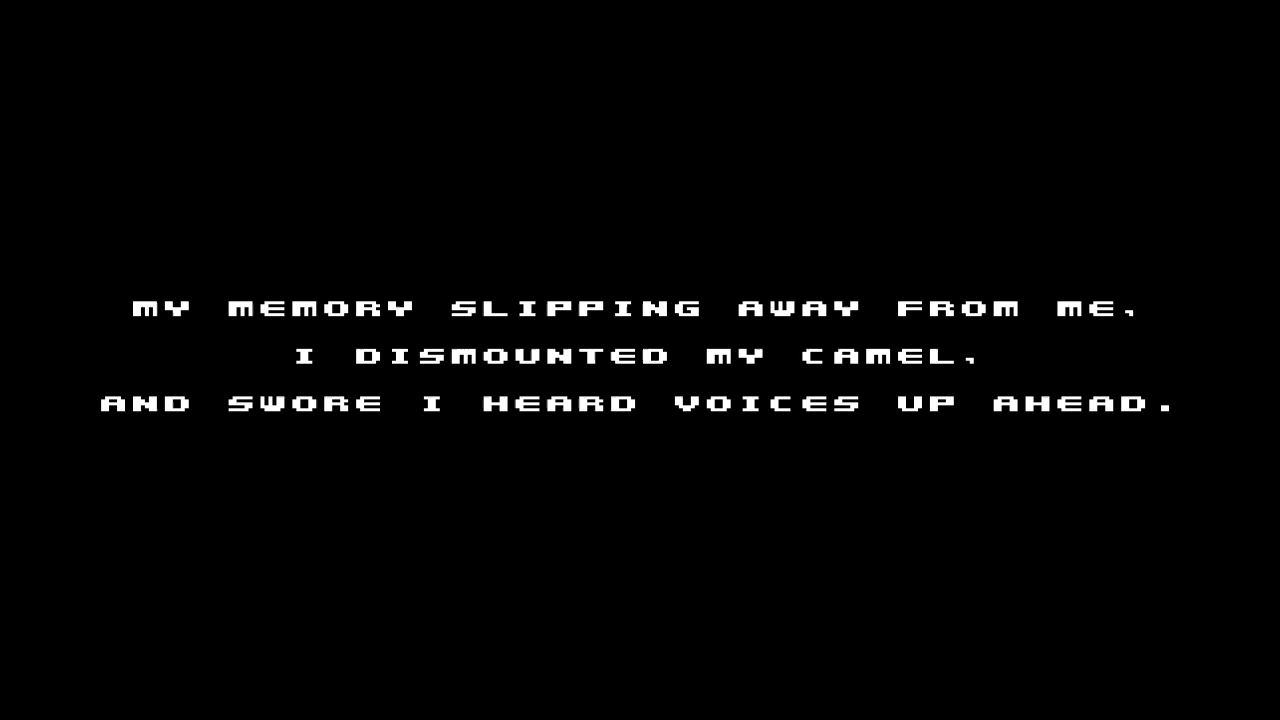 MY MEMORY SLIPPING AWAY FROM ME,
I DISMOUNTED MY CAMEL,
AND SWORE I HEARD VOICES UP AHEAD.